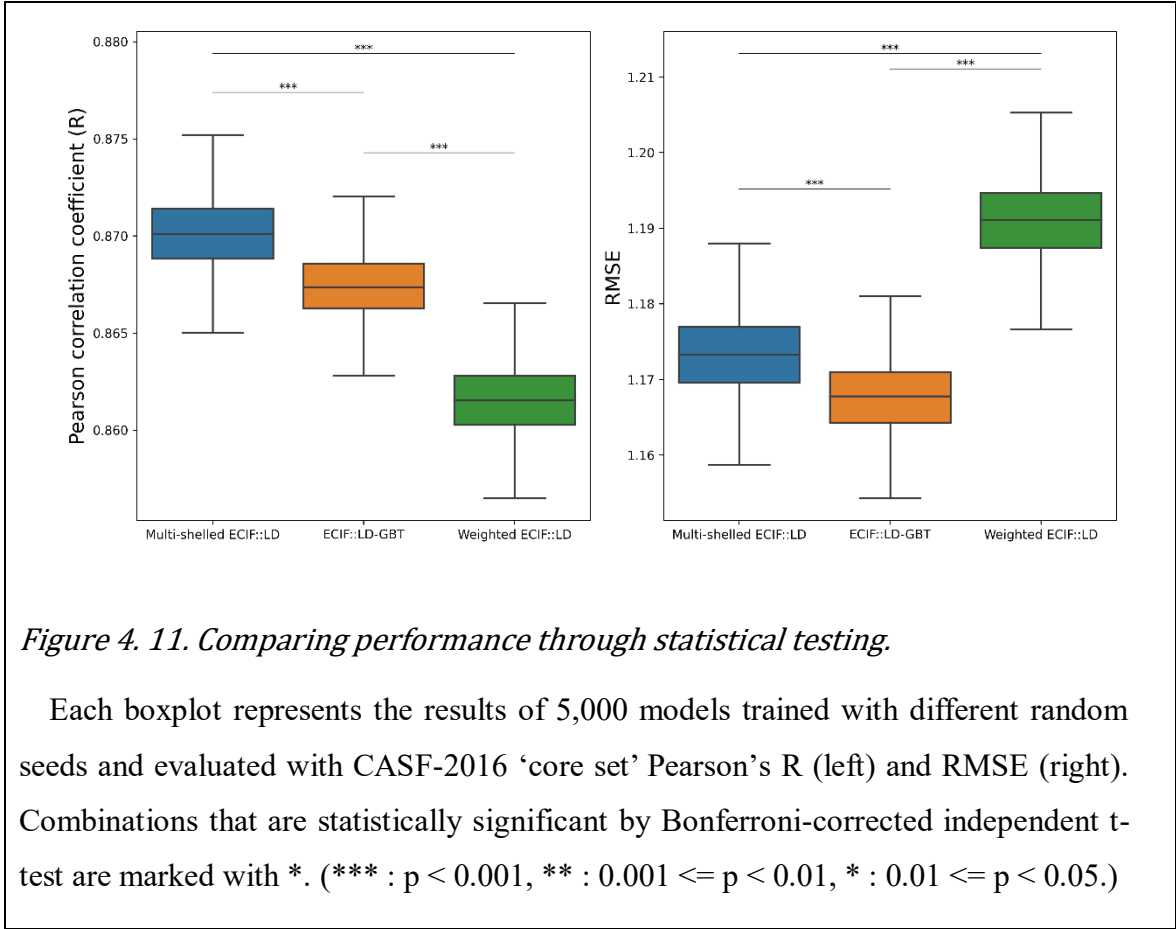 0.880
0.875
0.870
0.865
0.860
Pearson correlation coefficient (R)
***
***
***
Multi-shelled ECIF::LD
ECIF::LD-GBT
Weighted ECIF::LD
1.21
1.20
1.19
1.18
1.17
1.16
RMSE
***
***
***
Multi-shelled ECIF::LD
ECIF::LD-GBT
Weighted ECIF::LD
Figure 4. 11. Comparing performance through statistical testing.
Each boxplot represents the results of 5,000 models trained with different random
seeds and evaluated with CASF-2016 ‘core set’ Pearson’s R (left) and RMSE (right).
Combinations that are statistically significant by Bonferroni-corrected independent t-
test are marked with *. (*** : p < 0.001, ** : 0.001 <= p < 0.01, * : 0.01 <= p < 0.05.)